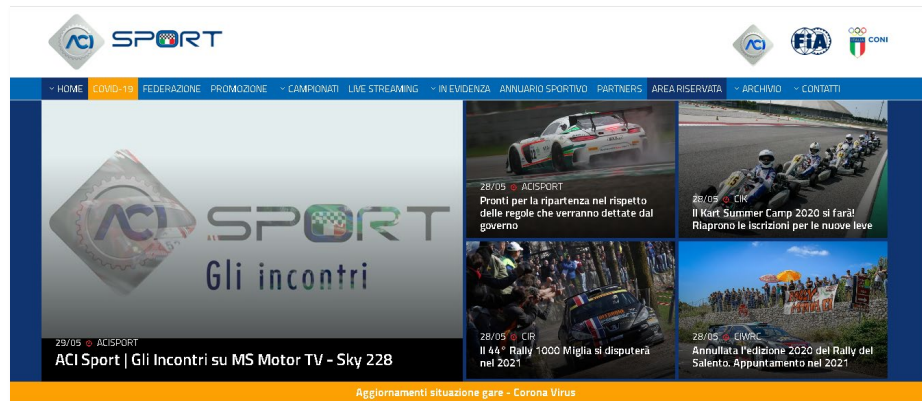 ACI SPORT
ACI FIA ITALIA CONI
HOME COVID-19 FEDERAZIONE PROMOZIONE CAMPIONATI LIVE STREAMING IN EVIDENZA ANNUARIO SPORTIVO PARTNERS AREA RISERVATA ARCHIVIO CONTATTI
ACI SPORT
Gli incontri
29/05 ACISPORT
ACI Sport | Gli Incontri su MS Motor TV - Sky 228
28/05 ACISPORT
Pronti per la ripartenza nel rispetto
delle regole che verranno dettate dal
governo
28/05 CIK
Il Kart Summer Camp 2020 si farà!
Riaprono le iscrizioni per le nuove leve
28/05 CIR
Il 44° Rally 1000 Miglia si disputerà
nel 2021
28/05 CIWRC
Annullata l'edizione 2020 del Rally del
Salento. Appuntamento nel 2021
Aggiornamenti situazione gare - Corona Virus